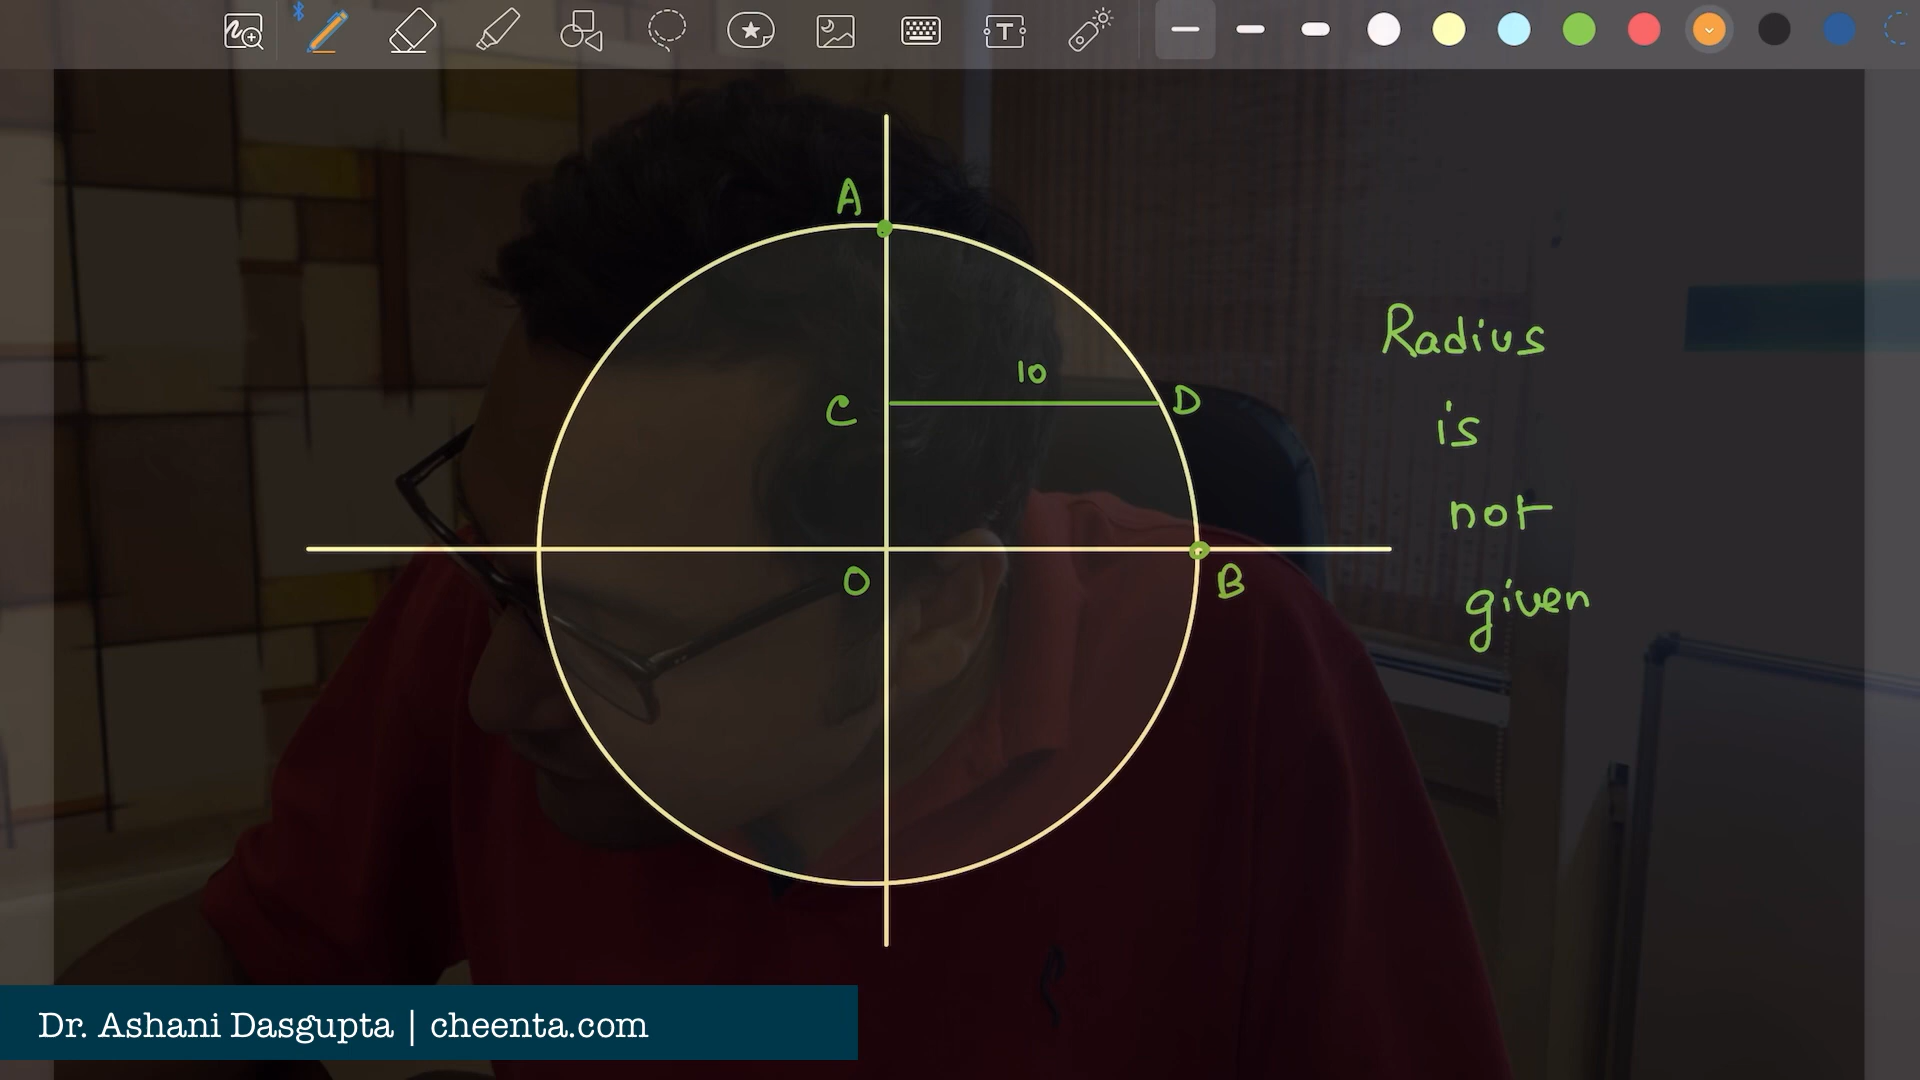 A
10
C
D
O
B
Radius
is
not
given
Dr. Ashani Dasgupta | cheenta.com